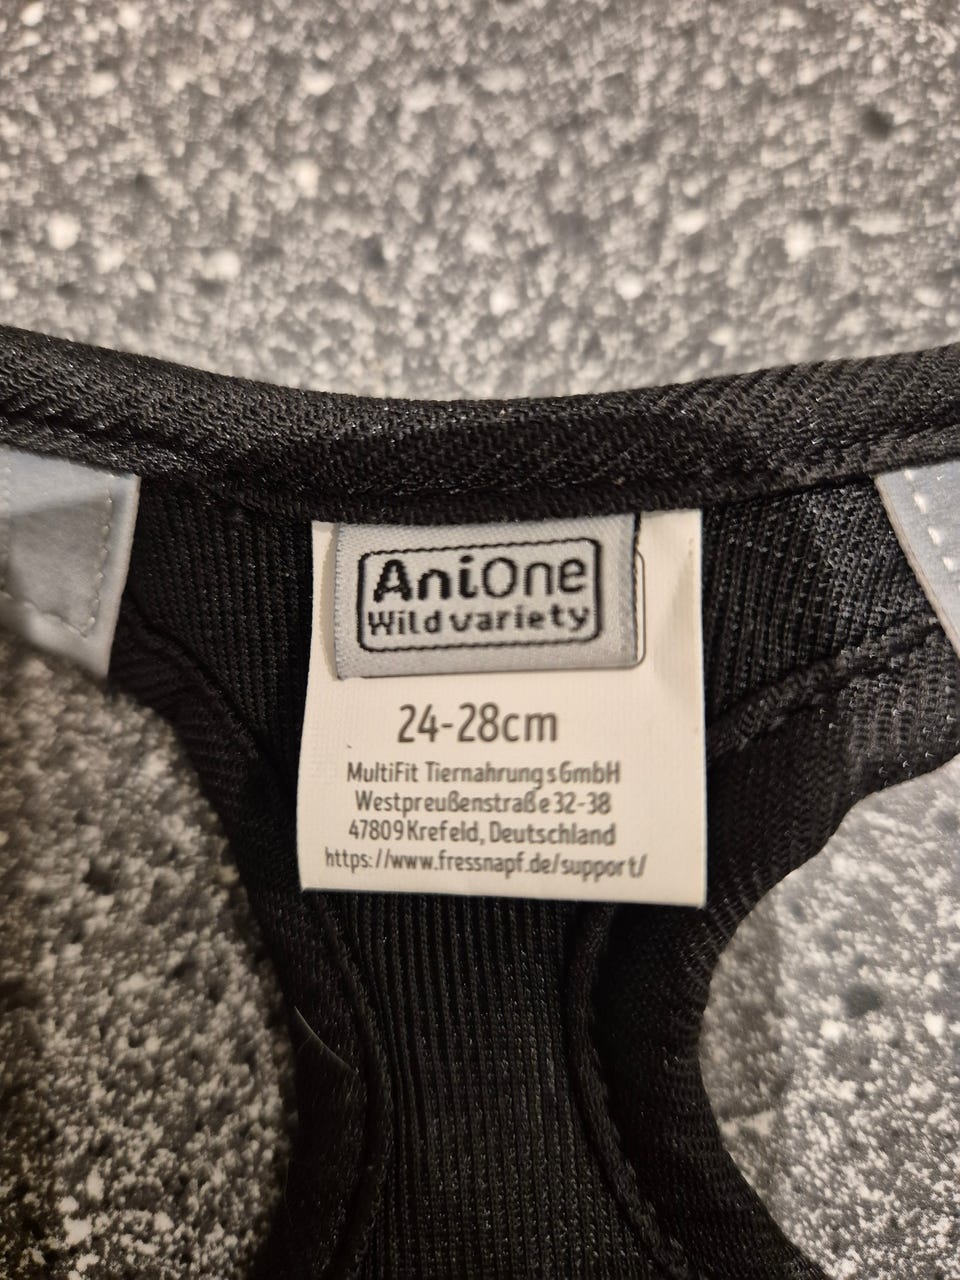 AniOne
Wild variety
24-28cm
MultiFit Tiernahrungs GmbH
Westpreußenstraße 32-38
47809 Krefeld, Deutschland
https://www.fressnapf.de/support/